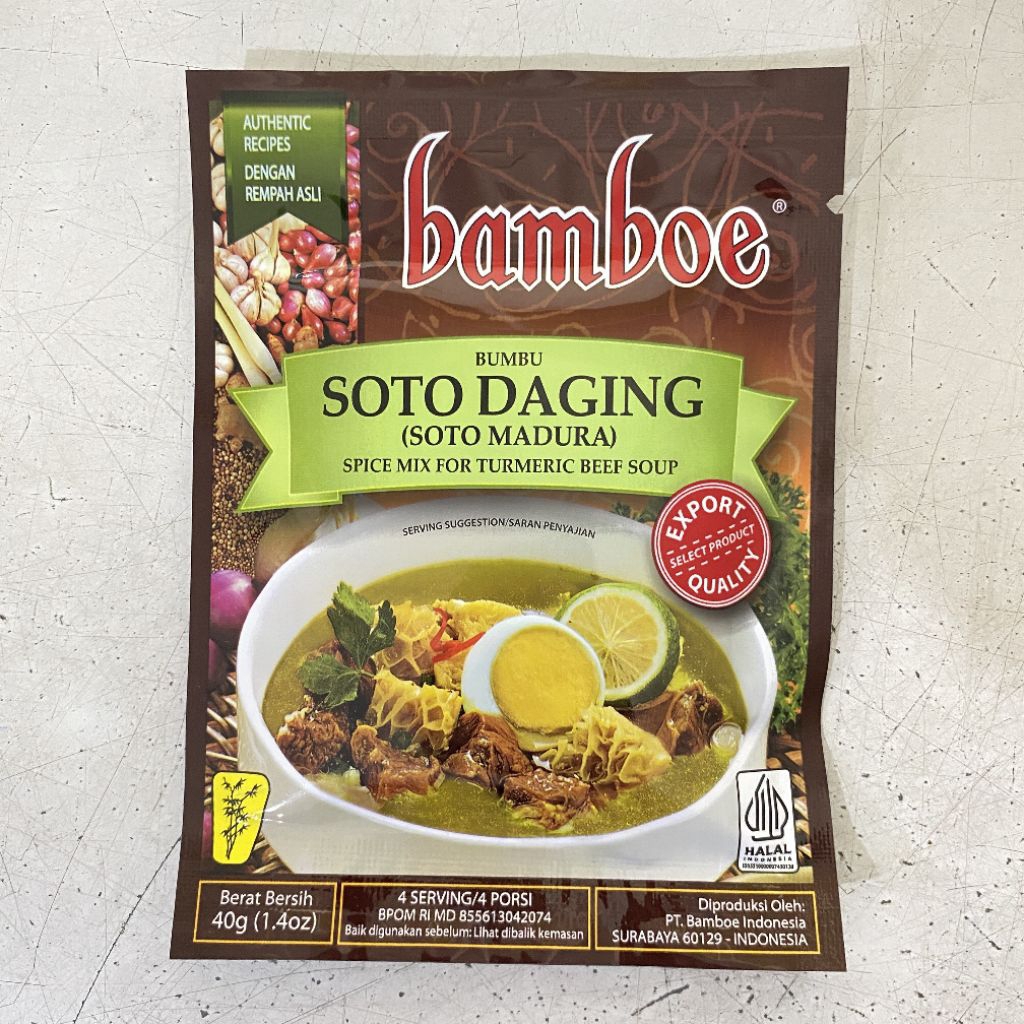 AUTHENTIC
RECIPES
DENGAN
REMPAH ASLI
bamboe®
BUMBU
SOTO DAGING
(SOTO MADURA)
SPICE MIX FOR TURMERIC BEEF SOUP
EXPORT
SELECT PRODUCT
QUALITY
SERVING SUGGESTION/SARAN PENYAJIAN
HALAL
INDONESIA
Berat Bersih
40g (1.4oz)
4 SERVING/4 PORSI
BPOM RI MD 855613042074
Baik digunakan sebelum: Lihat dibalik kemasan
Diproduksi Oleh:
PT. Bamboe Indonesia
SURABAYA 60129 - INDONESIA